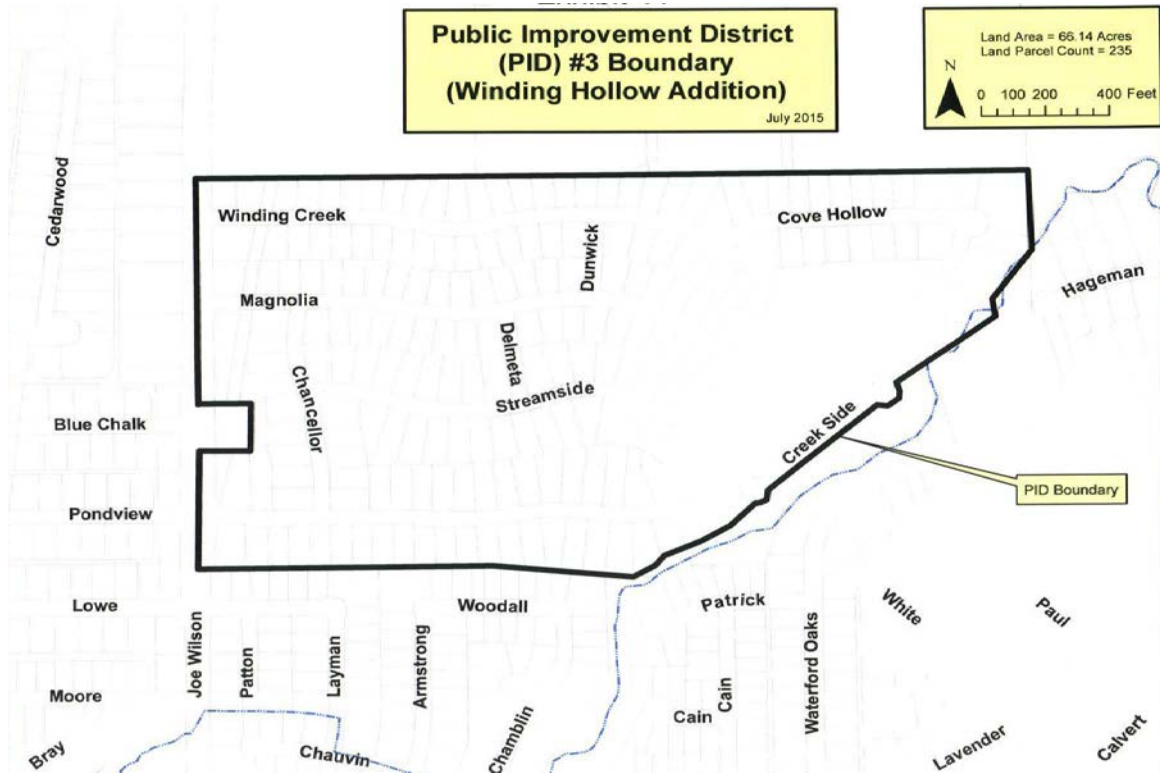 Public Improvement District
(PID) #3 Boundary
(Winding Hollow Addition)
July 2015
Land Area = 66.14 Acres
Land Parcel Count = 235
N
0 100 200 400 Feet
Cedarwood
Winding Creek
Cove Hollow
Dunwick
Hageman
Magnolia
Delmeta
Chancellor
Streamside
Blue Chalk
Creek Side
PID Boundary
Pondview
Lowe
Woodall
Patrick
White
Paul
Joe Wilson
Patton
Layman
Armstrong
Waterford Oaks
Moore
Cain
Cain
Bray
Chauvin
Chamblin
Lavender
Calvert